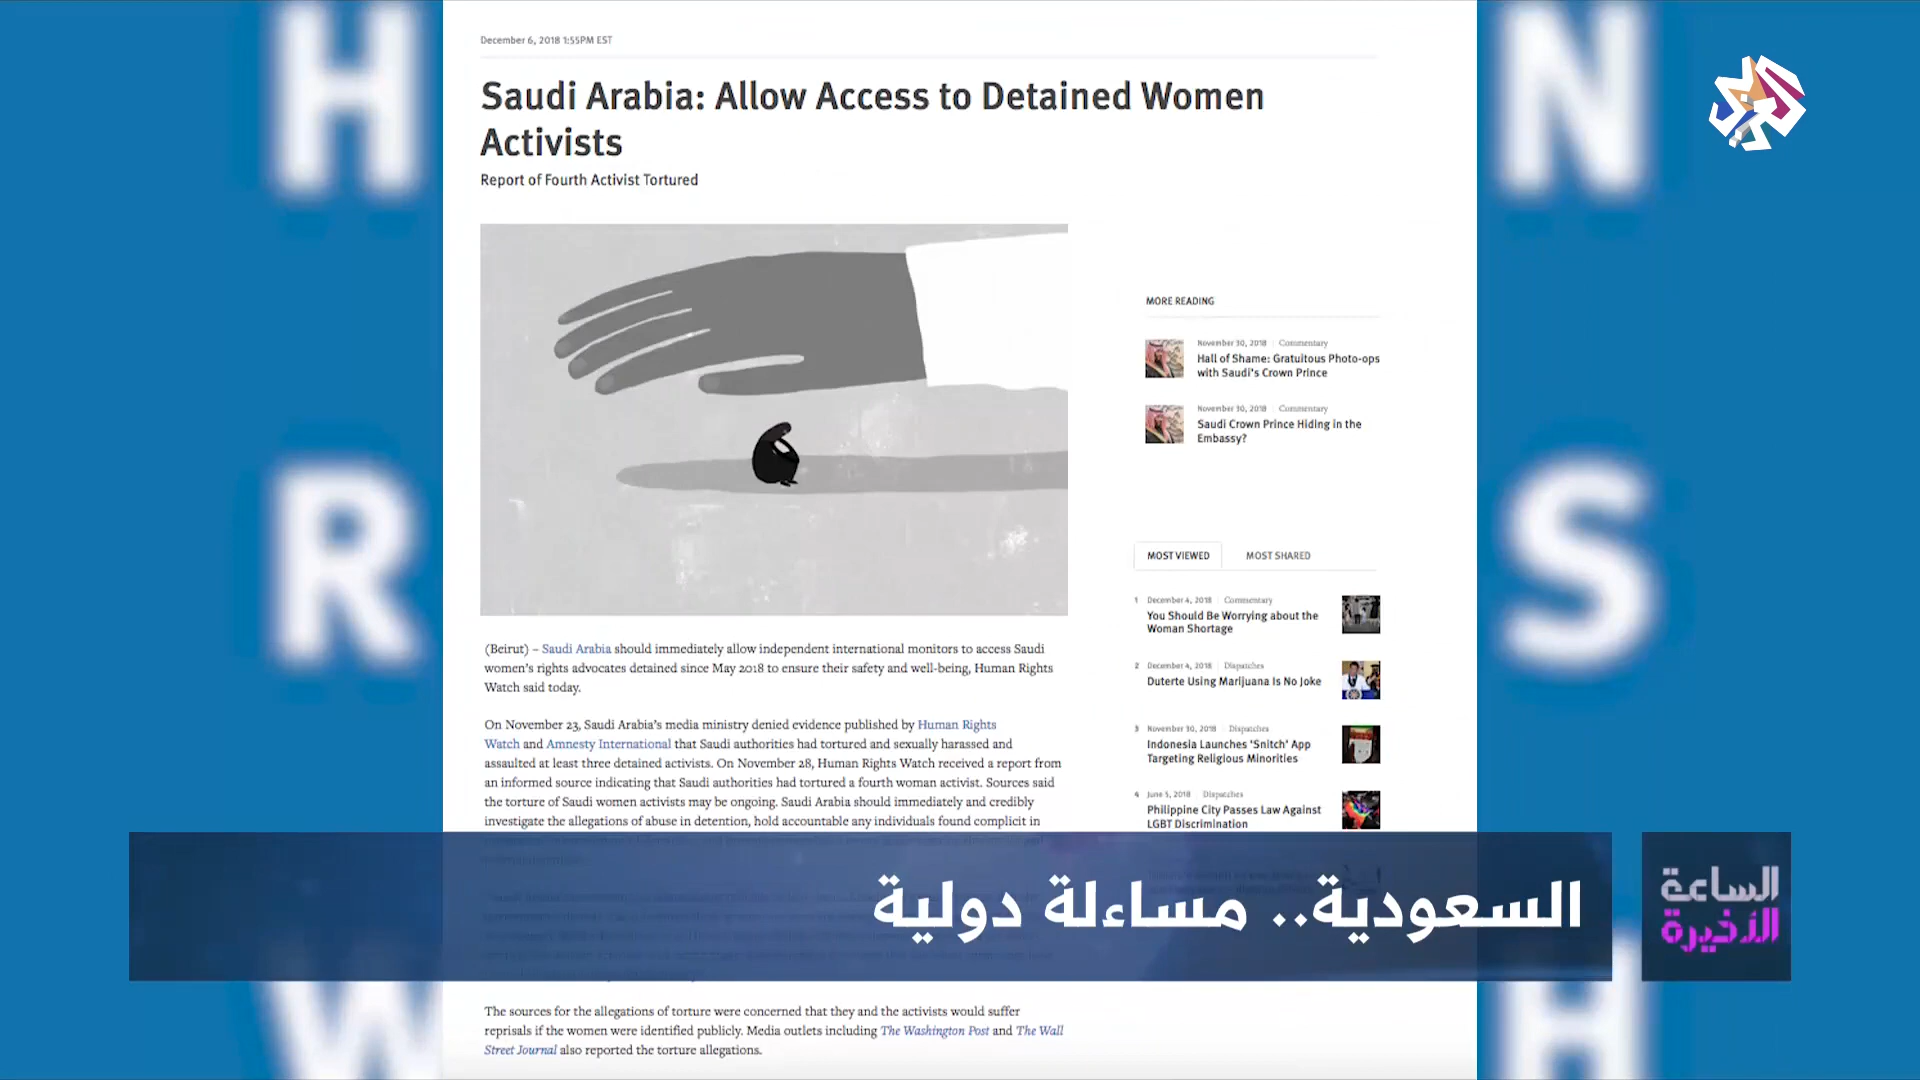 H
R
W
N
S
H
December 6, 2018 1:55PM EST
Saudi Arabia: Allow Access to Detained Women
Activists
Report of Fourth Activist Tortured
(Beirut) – Saudi Arabia should immediately allow independent international monitors to access Saudi
women's rights advocates detained since May 2018 to ensure their safety and well-being, Human Rights
Watch said today.
On November 23, Saudi Arabia's media ministry denied evidence published by Human Rights
Watch and Amnesty International that Saudi authorities had tortured and sexually harassed and
assaulted at least three detained activists. On November 28, Human Rights Watch received a report from
an informed source indicating that Saudi authorities had tortured a fourth woman activist. Sources said
the torture of Saudi women activists may be ongoing. Saudi Arabia should immediately and credibly
investigate the allegations of abuse in detention, hold accountable any individuals found complicit in
The sources for the allegations of torture were concerned that they and the activists would suffer
reprisals if the women were identified publicly. Media outlets including The Washington Post and The Wall
Street Journal also reported the torture allegations.
MORE READING
November 30, 2018 | Commentary
Hall of Shame: Gratuitous Photo-ops
with Saudi's Crown Prince
November 30, 2018 | Commentary
Saudi Crown Prince Hiding in the
Embassy?
MOST VIEWED
MOST SHARED
1 December 4, 2018 | Commentary
You Should Be Worrying about the
Woman Shortage
2 December 4, 2018 | Dispatches
Duterte Using Marijuana Is No Joke
3 November 30, 2018 | Dispatches
Indonesia Launches 'Snitch' App
Targeting Religious Minorities
4 June 5, 2018 | Dispatches
Philippine City Passes Law Against
LGBT Discrimination
السعودية.. مساءلة دولية
الساعة
الأخيرة